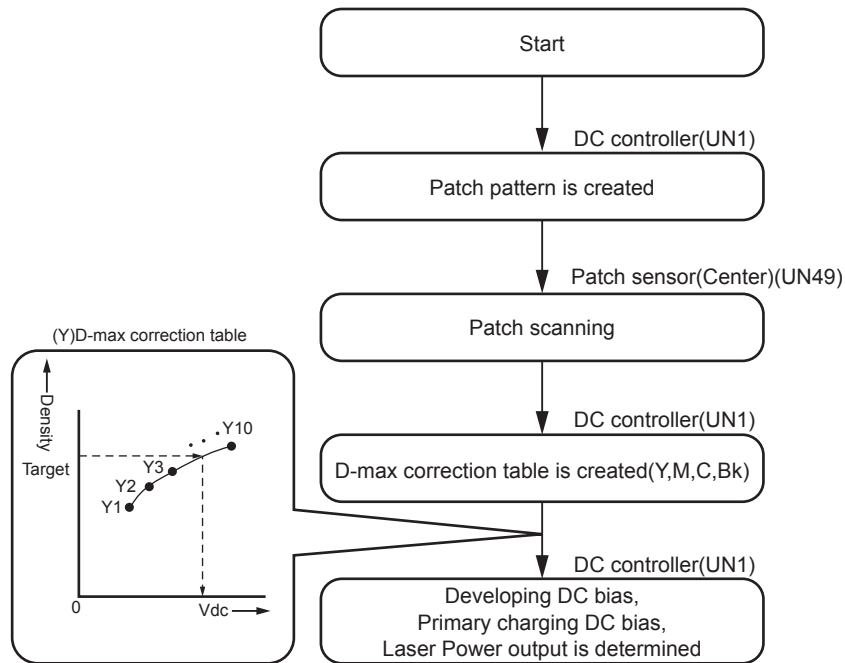 Start
DC controller(UN1)
Patch pattern is created
Patch sensor(Center)(UN49)
Patch scanning
DC controller(UN1)
D-max correction table is created(Y,M,C,Bk)
DC controller(UN1)
Developing DC bias,
Primary charging DC bias,
Laser Power output is determined
(Y)D-max correction table
Density
Target
Y1
Y2
Y3
Y10
0
Vdc